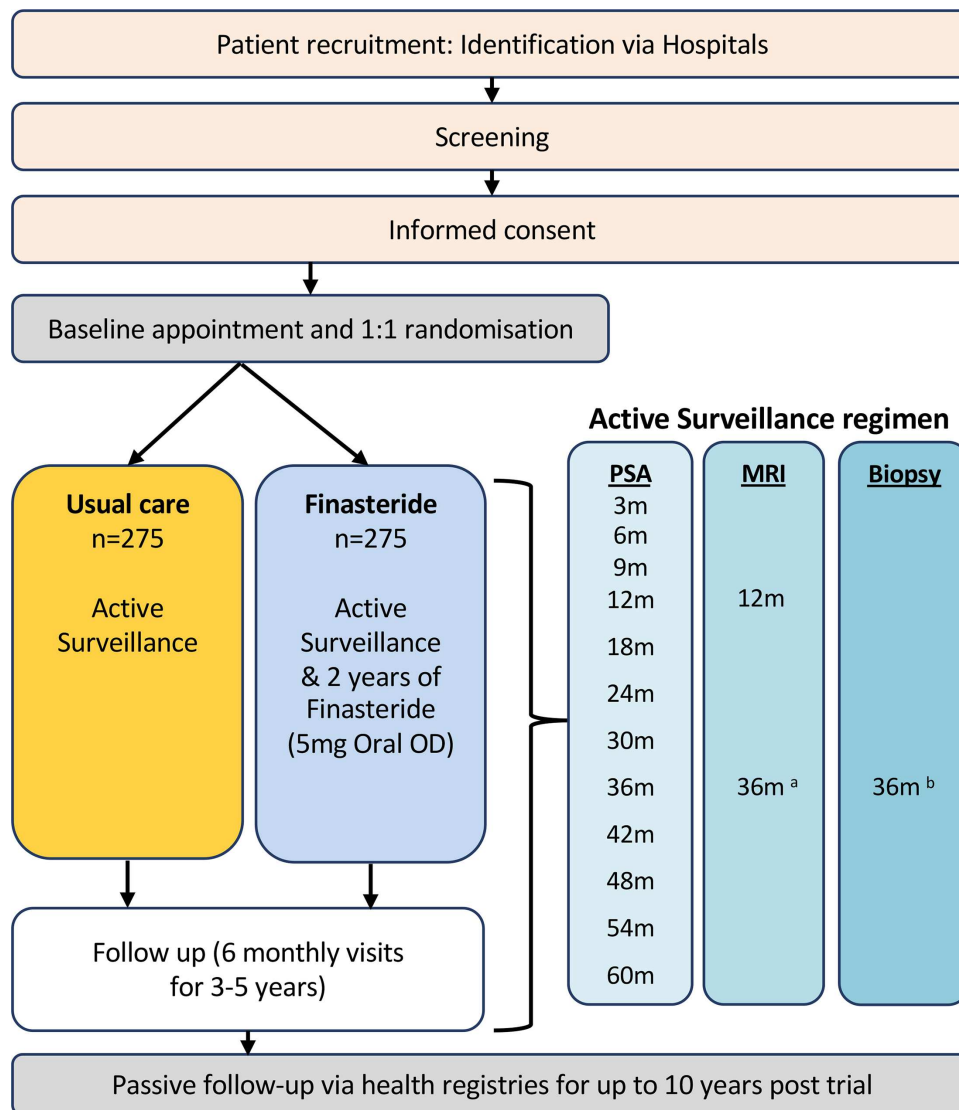 Patient recruitment: Identification via Hospitals
Screening
Informed consent
Baseline appointment and 1:1 randomisation
Usual care
n=275
Active
Surveillance
Finasteride
n=275
Active
Surveillance
& 2 years of
Finasteride
(5mg Oral OD)
Active Surveillance regimen
PSA
3m
6m
9m
12m
18m
24m
30m
36m
42m
48m
54m
60m
MRI
12m
36m a
Biopsy
36m b
Follow up (6 monthly visits
for 3-5 years)
Passive follow-up via health registries for up to 10 years post trial